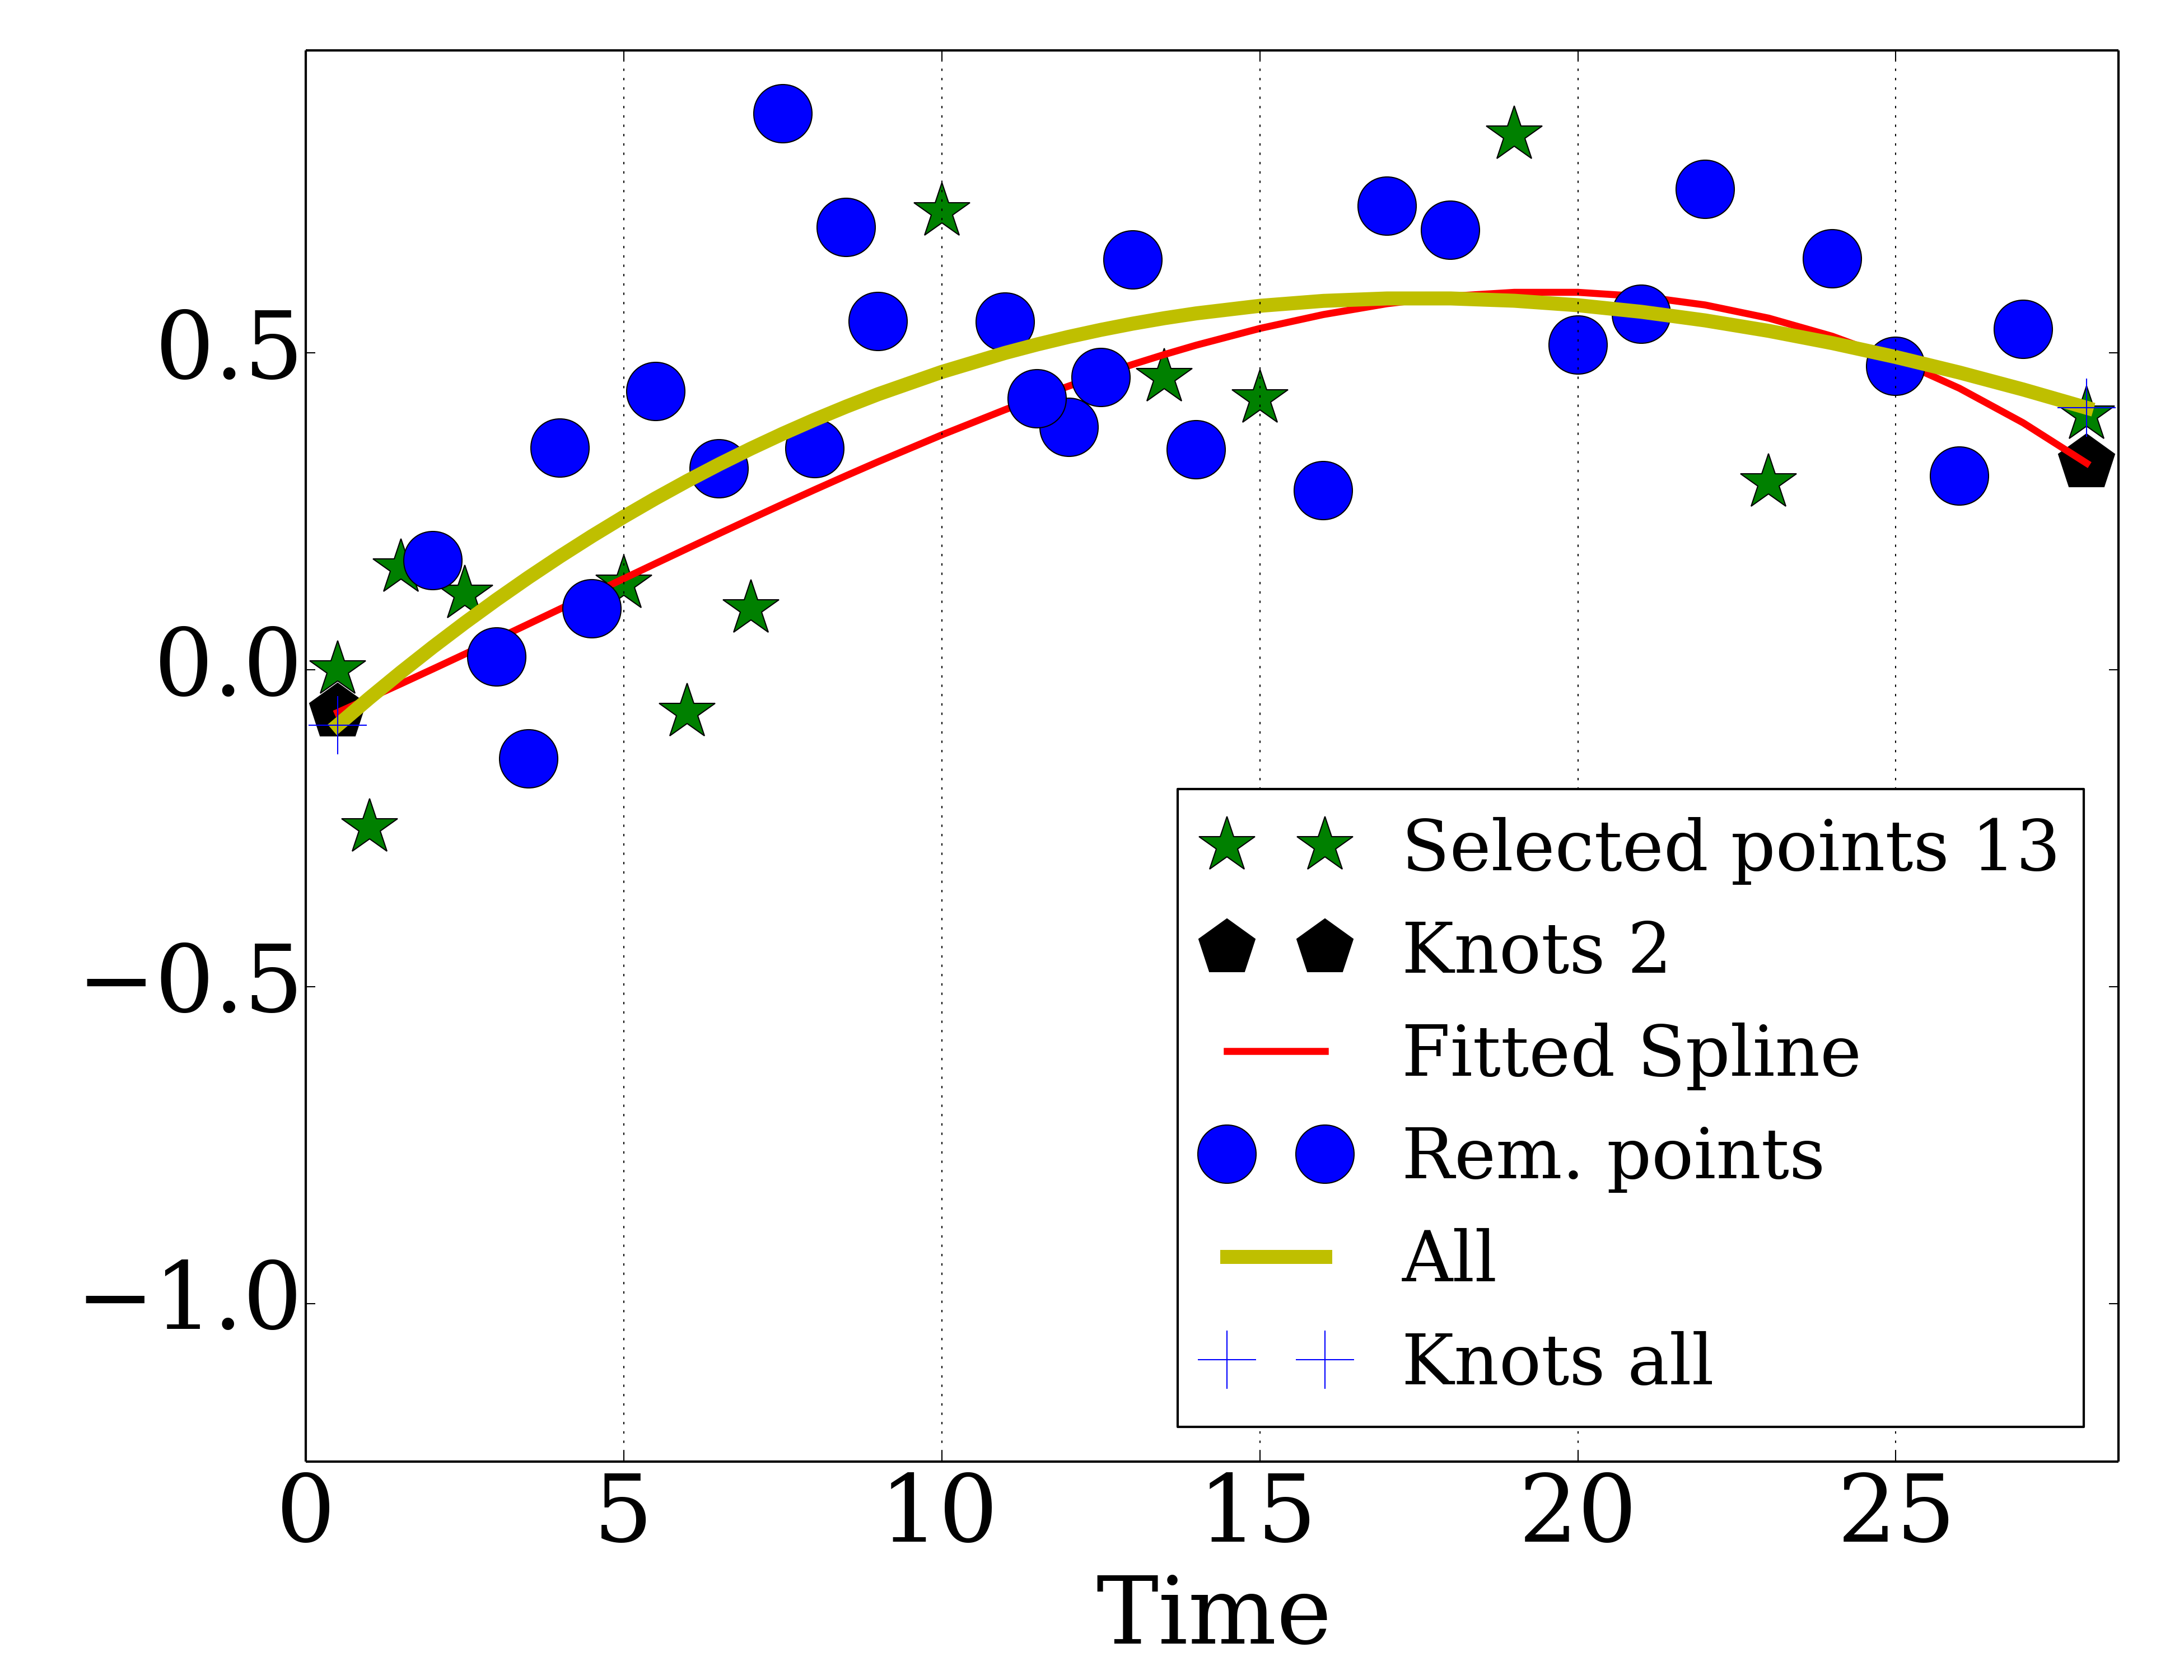 0.5
0.0
−0.5
−1.0
Selected points 13
Knots 2
Fitted Spline
Rem. points
All
Knots all
0 5 10 15 20 25
Time